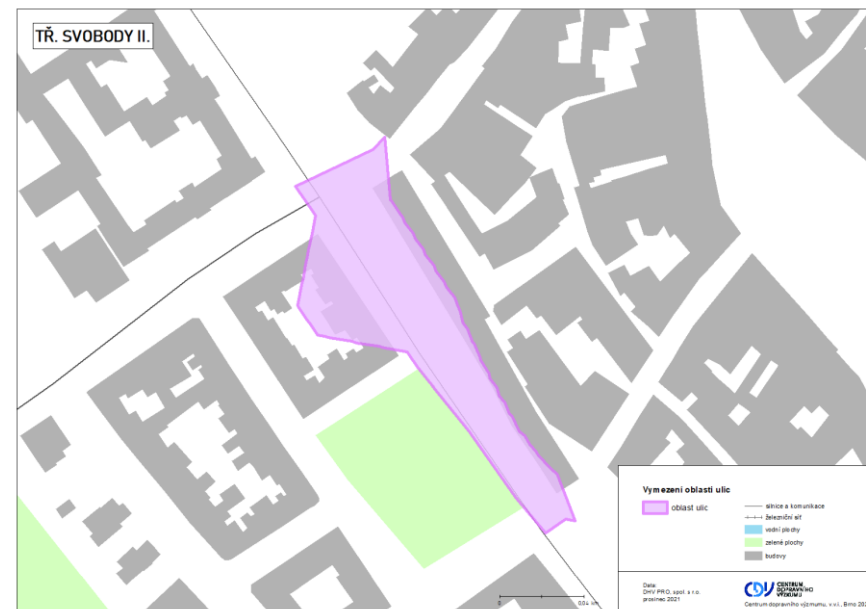 TŘ. SVOBODY II.
Vymezení oblasti ulic
oblast ulic
silnice a komunikace
železniční síť
vodní plochy
zelené plochy
budovy
0
0,04 km
Data:
DHV PRO, spol. s r.o.
prosinec 2021
CDV CENTRUM
DOPRAVNÍHO
VÝZKUMU
Centrum dopravního výzkumu, v.v.i., Brno